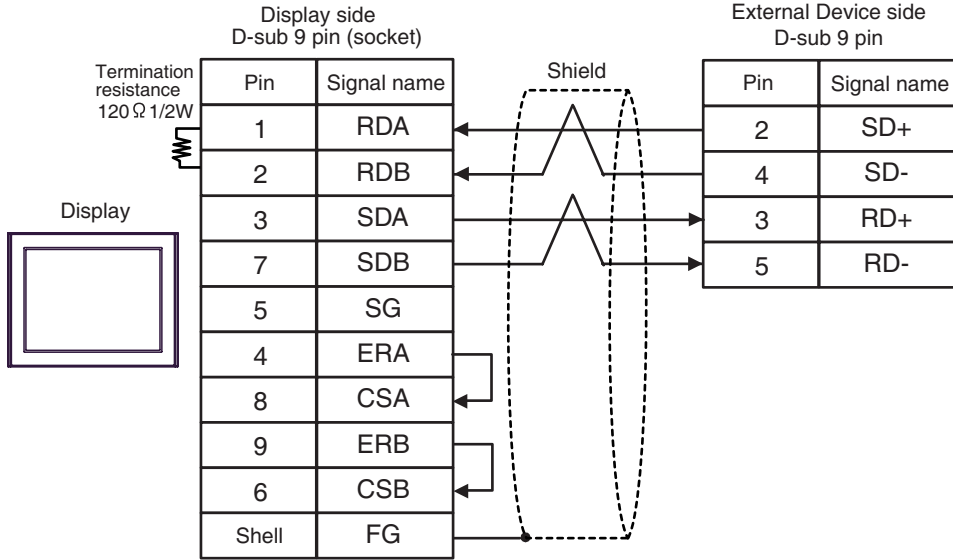 Display side
D-sub 9 pin (socket)
External Device side
D-sub 9 pin
Termination
resistance
120Ω 1/2W
Shield
Display
Pin Signal name
1 RDA
2 RDB
3 SDA
7 SDB
5 SG
4 ERA
8 CSA
9 ERB
6 CSB
Shell FG
Pin Signal name
2 SD+
4 SD-
3 RD+
5 RD-